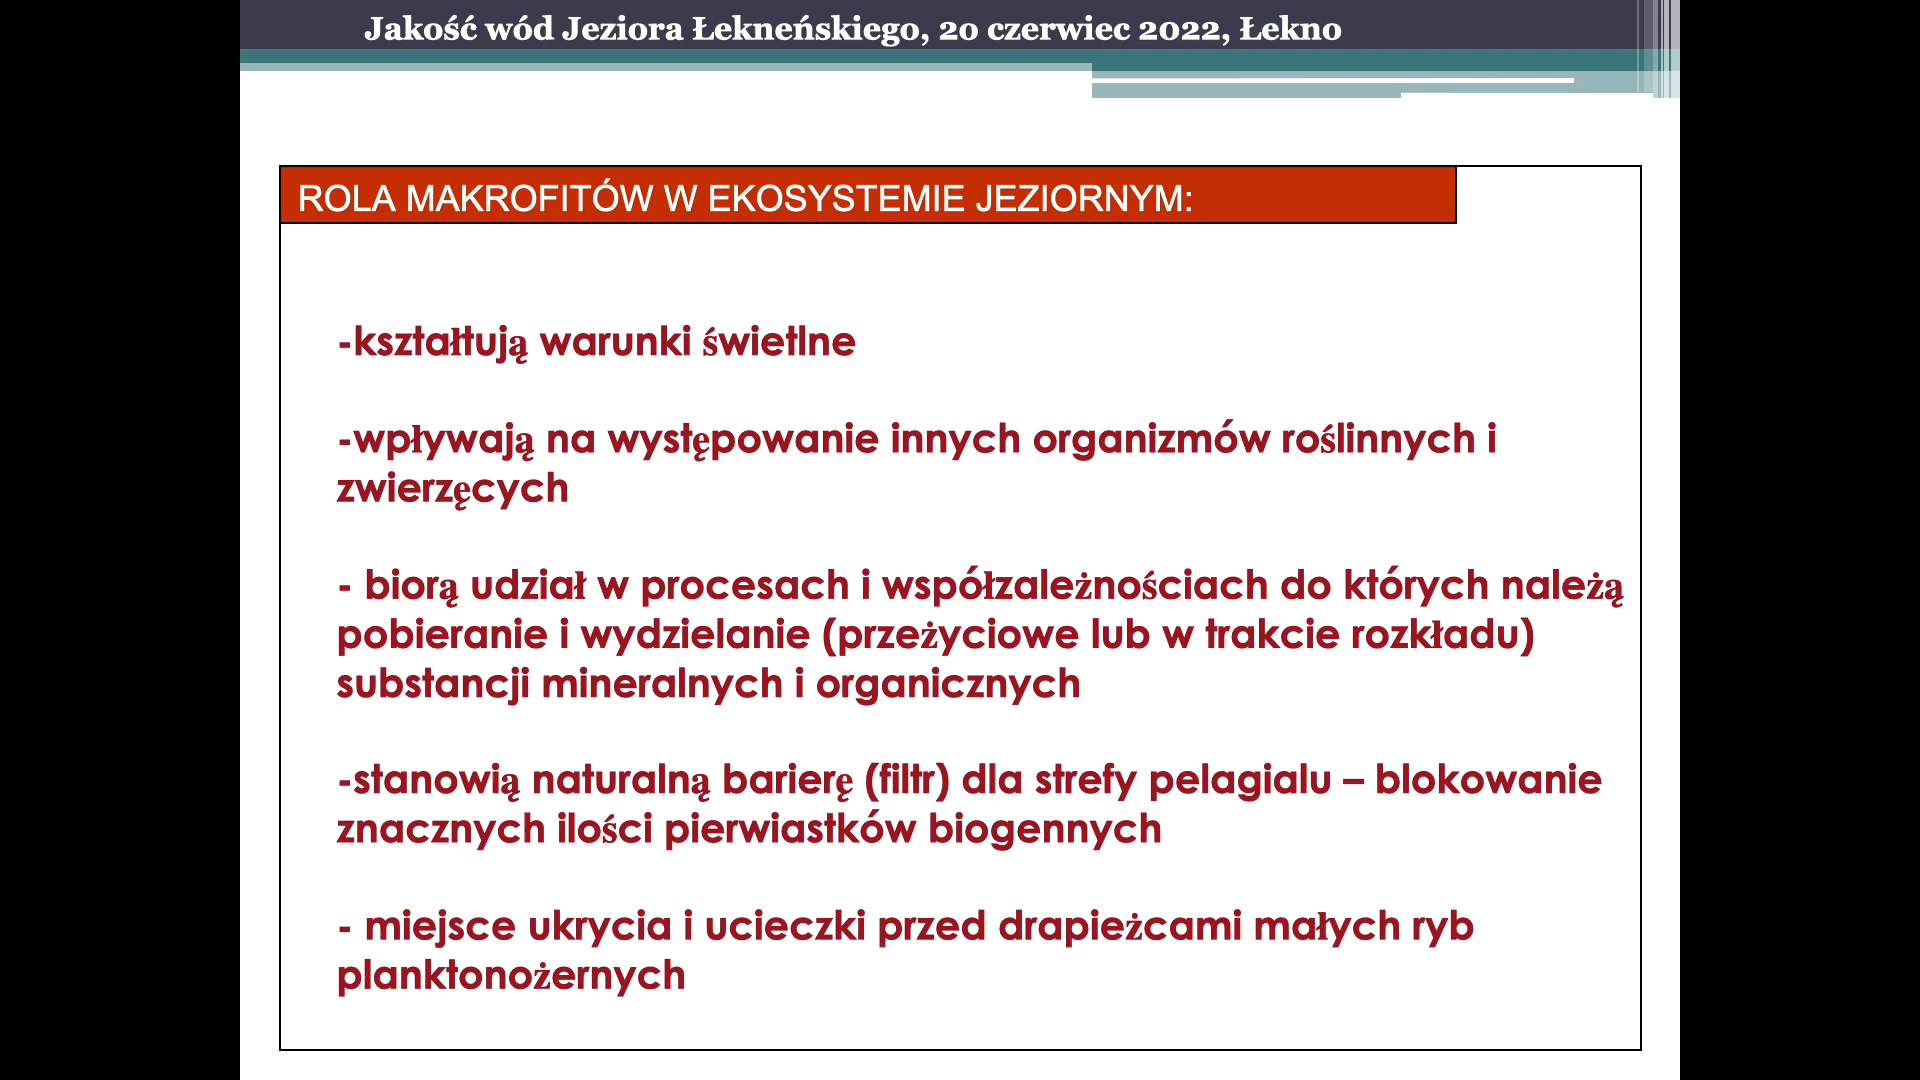 Jakość wód Jeziora Łekneńskiego, 20 czerwiec 2022, Łekno
ROLA MAKROFITÓW W EKOSYSTEMIE JEZIORNYM:
-kształtują warunki świetlne
-wpływają na występowanie innych organizmów roślinnych i
zwierzęcych
- biorą udział w procesach i współzależnościach do których należą
pobieranie i wydzielanie (przeżyciowe lub w trakcie rozkładu)
substancji mineralnych i organicznych
-stanowią naturalną barierę (filtr) dla strefy pelagialu – blokowanie
znacznych ilości pierwiastków biogennych
- miejsce ukrycia i ucieczki przed drapieżcami małych ryb
planktonożernych